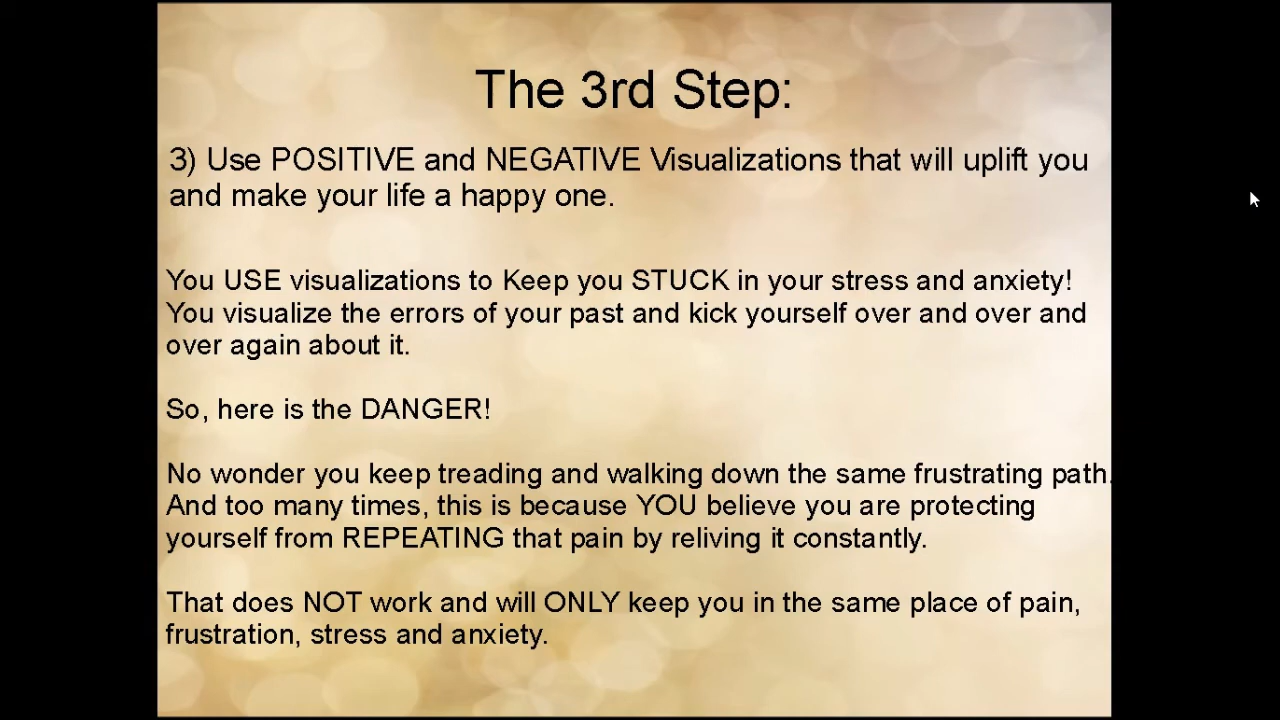 The 3rd Step:
3) Use POSITIVE and NEGATIVE Visualizations that will uplift you
and make your life a happy one.
You USE visualizations to Keep you STUCK in your stress and anxiety!
You visualize the errors of your past and kick yourself over and over and
over again about it.
So, here is the DANGER!
No wonder you keep treading and walking down the same frustrating path.
And too many times, this is because YOU believe you are protecting
yourself from REPEATING that pain by reliving it constantly.
That does NOT work and will ONLY keep you in the same place of pain,
frustration, stress and anxiety.